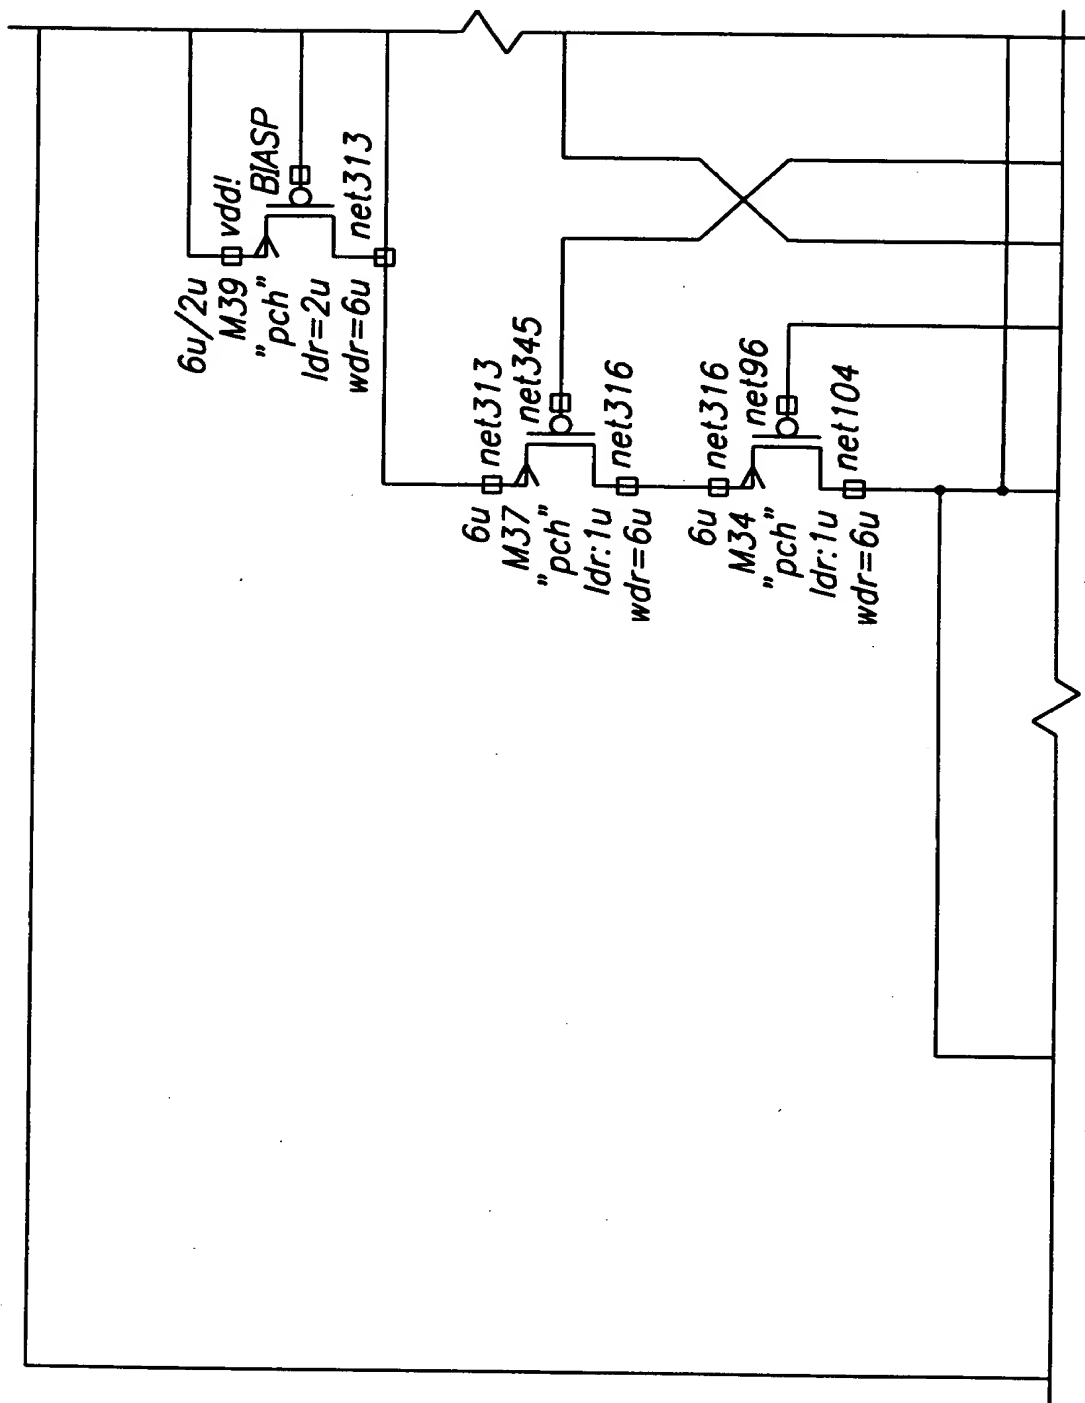 6u/2u
M39 vdd!
"pch" BIASP
ldr=2u
wdr=6u net313
6u net313
M37 net345
"pch"
ldr:1u net316
wdr=6u
6u net316
M34 net96
"pch"
ldr:1u net104
wdr=6u